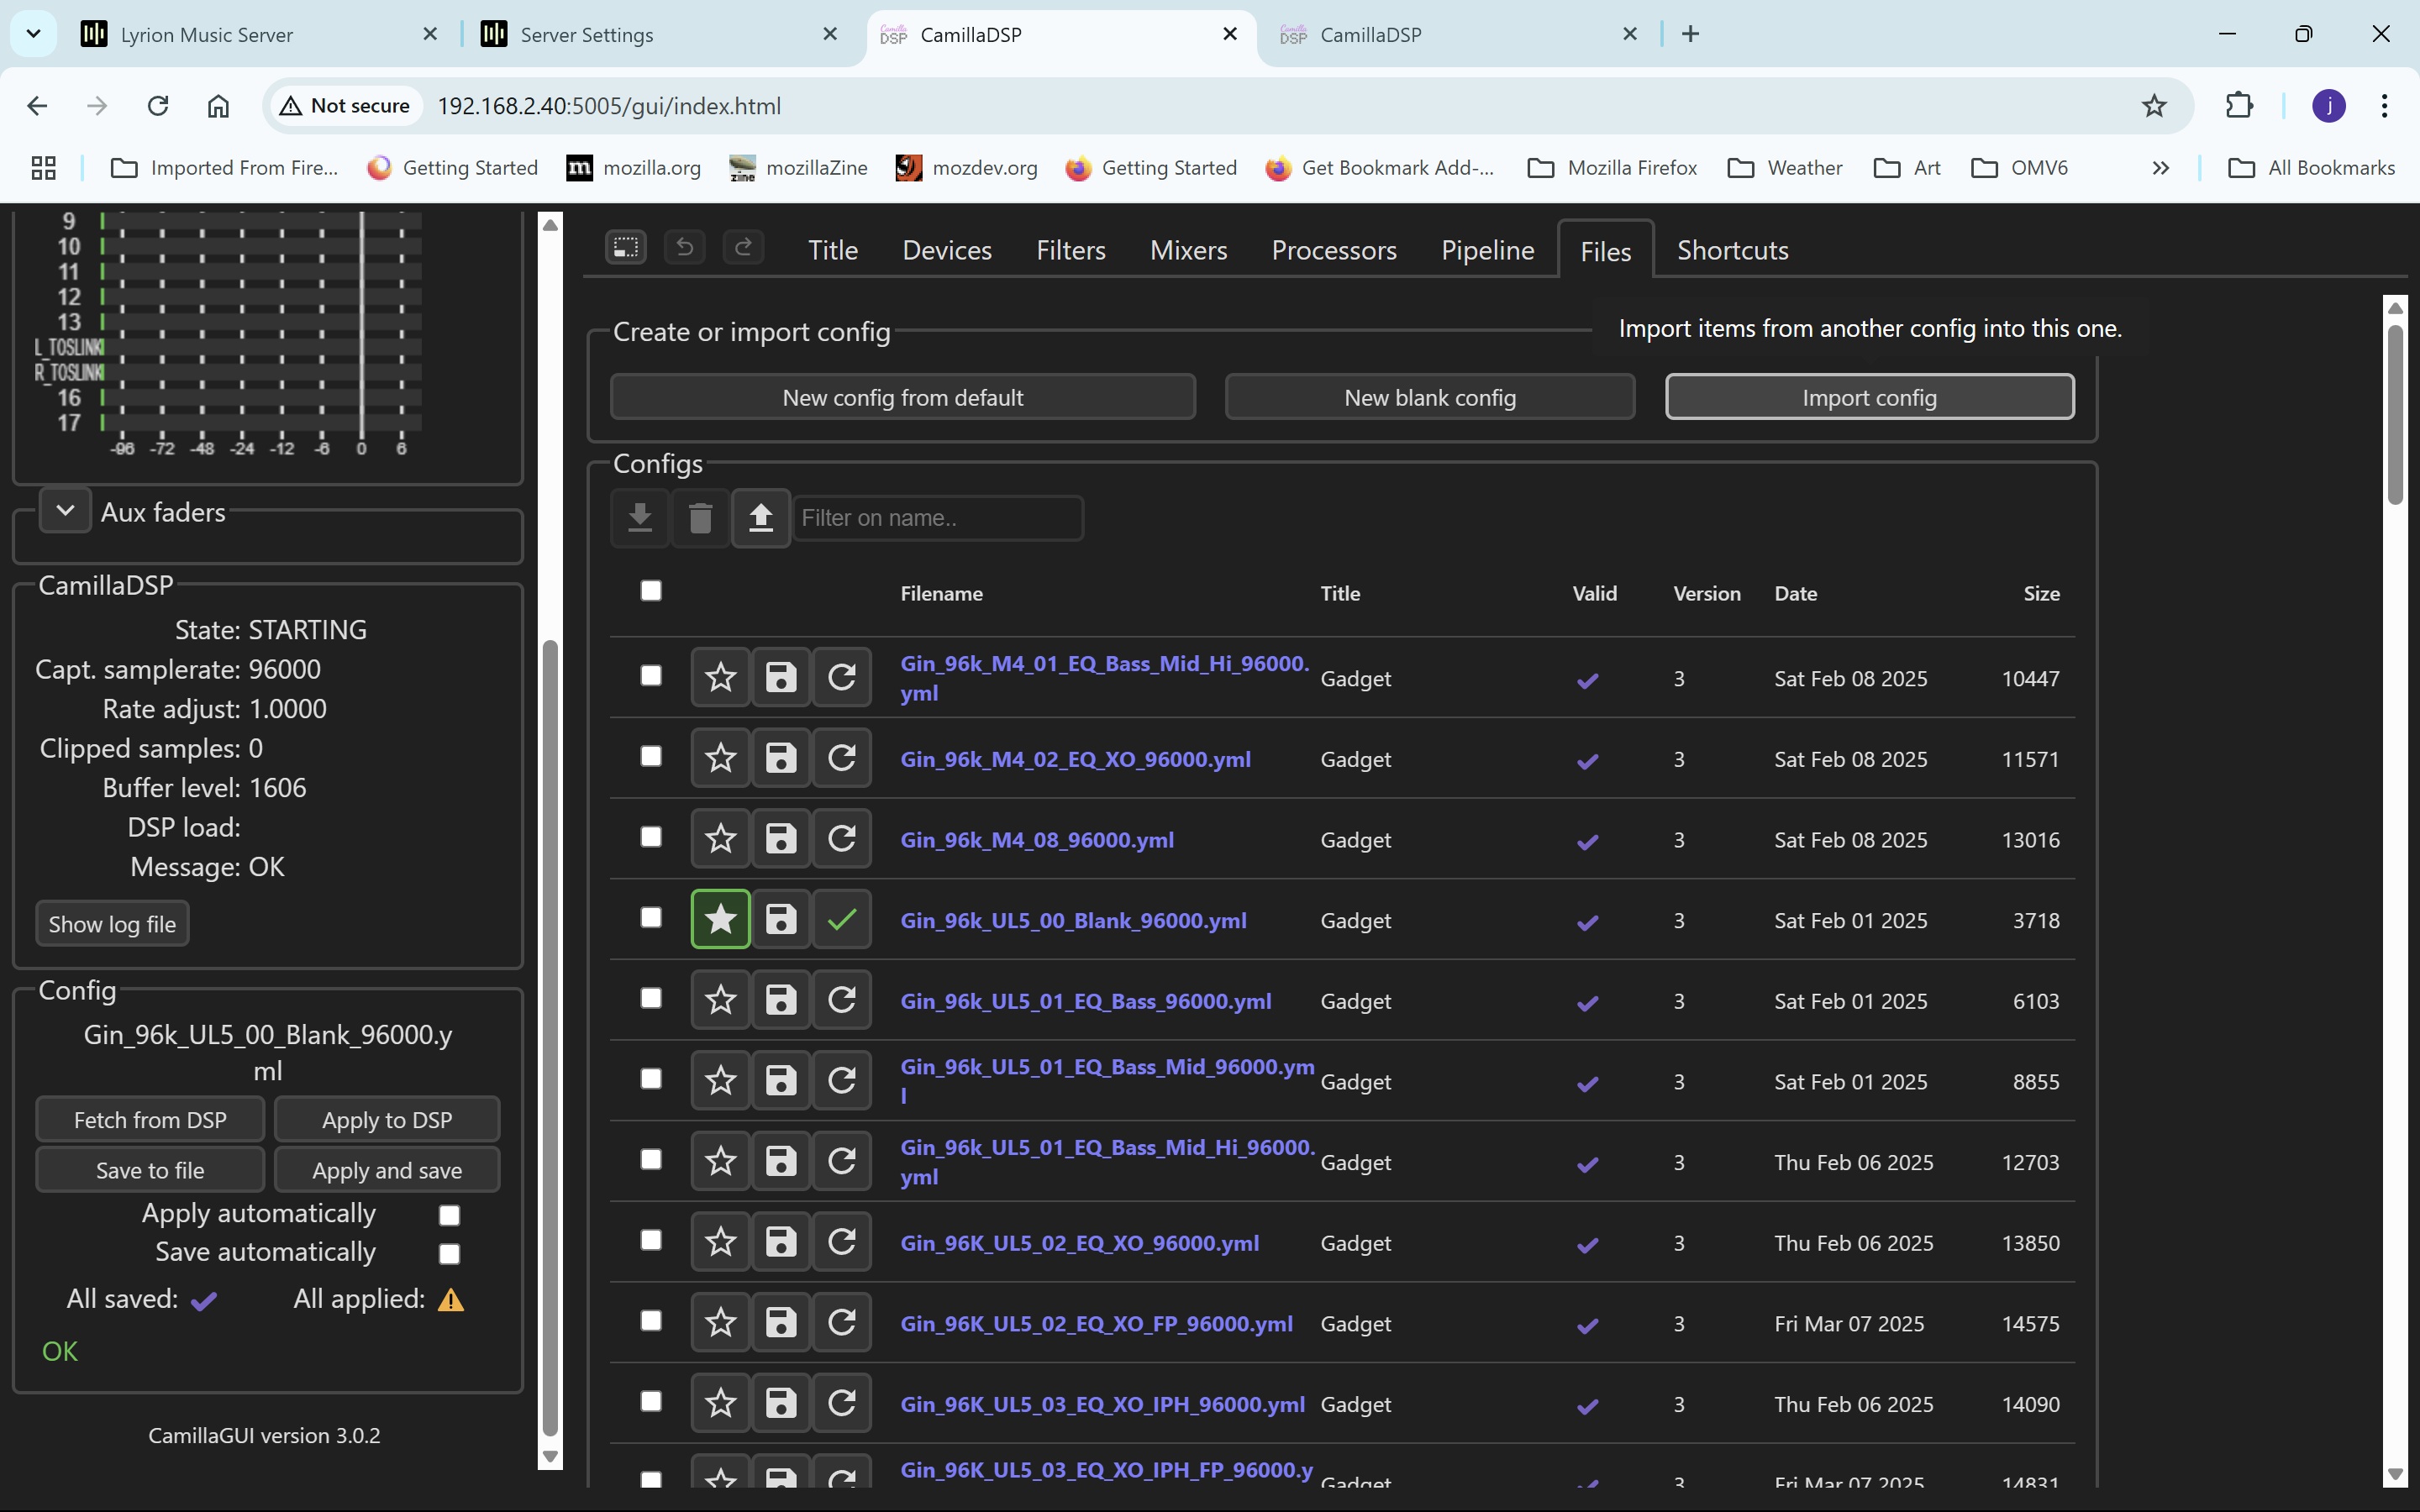 Lyrion Music Server
Server Settings
CamillaDSP
CamillaDSP
Not secure 192.168.2.40:5005/gui/index.html
j
Imported From Fire...
Getting Started
mozilla.org
mozillaZine
mozdev.org
Getting Started
Get Bookmark Add-...
Mozilla Firefox
Weather
Art
OMV6
All Bookmarks
9
10
11
12
13
L_TOSLINK
R_TOSLINK
16
17
-96 -72 -48 -24 -12 -6 0 6
Aux faders
CamillaDSP
State: STARTING
Capt. samplerate: 96000
Rate adjust: 1.0000
Clipped samples: 0
Buffer level: 1606
DSP load:
Message: OK
Show log file
Config
Gin_96k_UL5_00_Blank_96000.y
ml
Fetch from DSP Apply to DSP
Save to file Apply and save
Apply automatically
Save automatically
All saved: All applied:
OK
CamillaGUI version 3.0.2
Title Devices Filters Mixers Processors Pipeline Files Shortcuts
Create or import config
Import items from another config into this one.
New config from default New blank config Import config
Configs
Filter on name..
Filename Title Valid Version Date Size
Gin_96k_M4_01_EQ_Bass_Mid_Hi_96000.
yml
Gadget 3 Sat Feb 08 2025 10447
Gin_96k_M4_02_EQ_XO_96000.yml Gadget 3 Sat Feb 08 2025 11571
Gin_96k_M4_08_96000.yml Gadget 3 Sat Feb 08 2025 13016
Gin_96k_UL5_00_Blank_96000.yml Gadget 3 Sat Feb 01 2025 3718
Gin_96k_UL5_01_EQ_Bass_96000.yml Gadget 3 Sat Feb 01 2025 6103
Gin_96k_UL5_01_EQ_Bass_Mid_96000.ym
l
Gadget 3 Sat Feb 01 2025 8855
Gin_96k_UL5_01_EQ_Bass_Mid_Hi_96000.
yml
Gadget 3 Thu Feb 06 2025 12703
Gin_96K_UL5_02_EQ_XO_96000.yml Gadget 3 Thu Feb 06 2025 13850
Gin_96K_UL5_02_EQ_XO_FP_96000.yml Gadget 3 Fri Mar 07 2025 14575
Gin_96K_UL5_03_EQ_XO_IPH_96000.yml Gadget 3 Thu Feb 06 2025 14090
Gin_96K_UL5_03_EQ_XO_IPH_FP_96000.y
Gadget 3 Fri Mar 07 2025 14831